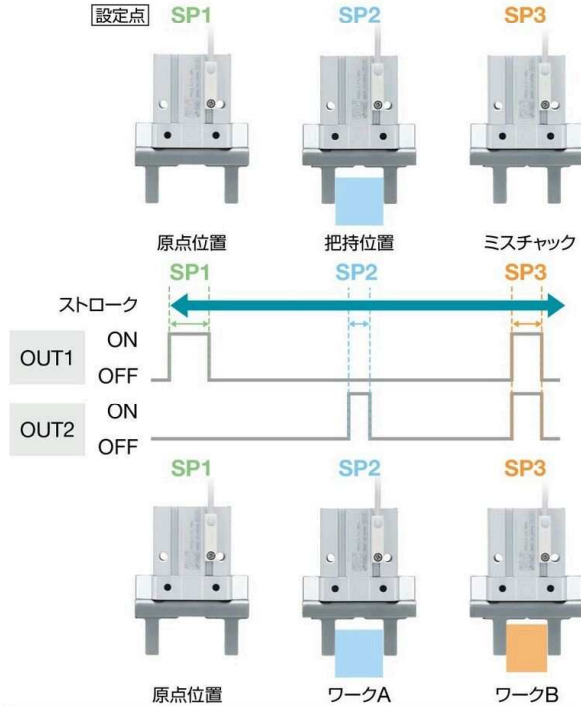 設定点 SP1 SP2 SP3
原点位置 把持位置 ミスチャック
SP1 SP2 SP3
ストローク
OUT1 ON
OFF
OUT2 ON
OFF
SP1 SP2 SP3
原点位置 ワークA ワークB